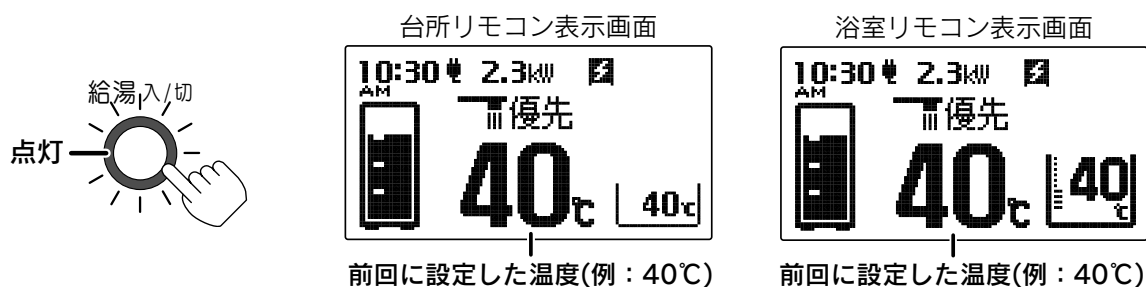 台所リモコン表示画面
浴室リモコン表示画面
給湯入/切
点灯
10:30 2.3kW
AM
優先
40℃
40℃
前回に設定した温度(例：40℃)
10:30 2.3kW
AM
優先
40℃
40℃
前回に設定した温度(例：40℃)